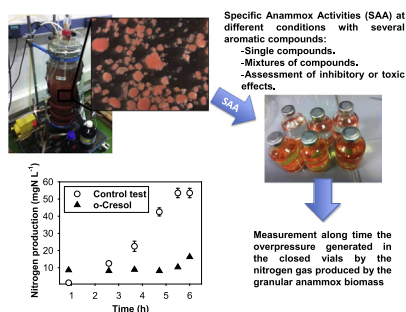 Specific Anammox Activities (SAA) at
different conditions with several
aromatic compounds:
-Single compounds.
-Mixtures of compounds.
-Assessment of inhibitory or toxic
effects.
SAA
Nitrogen production (mgN L⁻¹)
60
50
40
30
20
10
Control test
o-Cresol
1 2 3 4 5 6
Time (h)
Measurement along time the
overpressure generated in
the closed vials by the
nitrogen gas produced by the
granular anammox biomass